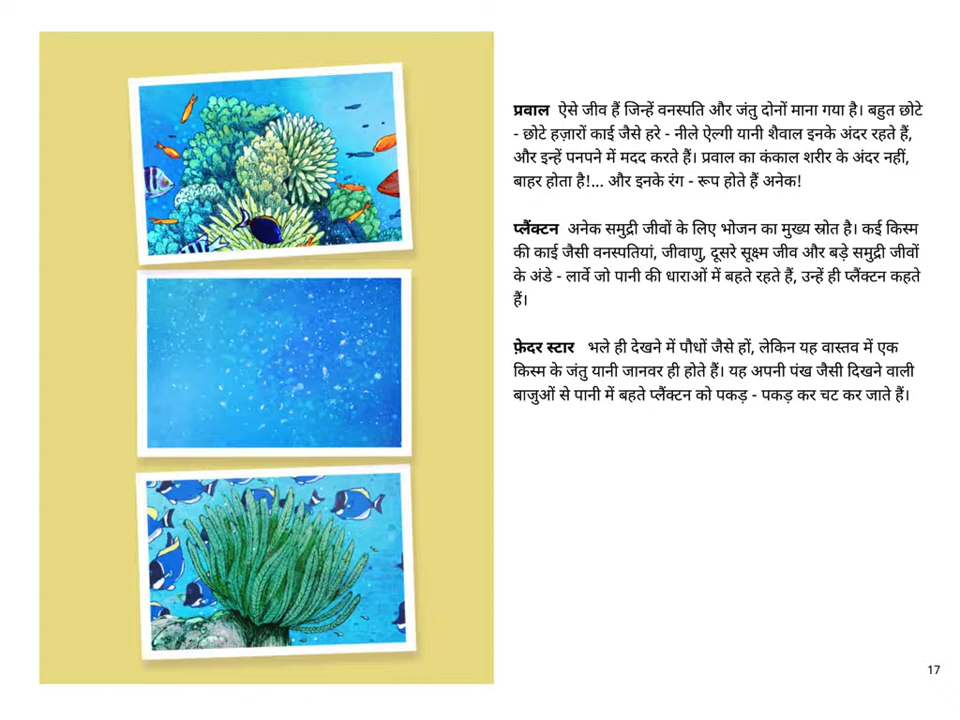 प्रवाल ऐसे जीव हैं जिन्हें वनस्पति और जंतु दोनों माना गया है। बहुत छोटे
- छोटे हज़ारों काई जैसे हरे - नीले ऐल्गी यानी शैवाल इनके अंदर रहते हैं,
और इन्हें पनपने में मदद करते हैं। प्रवाल का कंकाल शरीर के अंदर नहीं,
बाहर होता है!... और इनके रंग - रूप होते हैं अनेक!
प्लैंक्टन अनेक समुद्री जीवों के लिए भोजन का मुख्य स्रोत है। कई किस्म
की काई जैसी वनस्पतियां, जीवाणु, दूसरे सूक्ष्म जीव और बड़े समुद्री जीवों
के अंडे - लार्वे जो पानी की धाराओं में बहते रहते हैं, उन्हें ही प्लैंक्टन कहते
हैं।
फ़ेदर स्टार भले ही देखने में पौधों जैसे हों, लेकिन यह वास्तव में एक
किस्म के जंतु यानी जानवर ही होते हैं। यह अपनी पंख जैसी दिखने वाली
बाजुओं से पानी में बहते प्लैंक्टन को पकड़ - पकड़ कर चट कर जाते हैं।
17